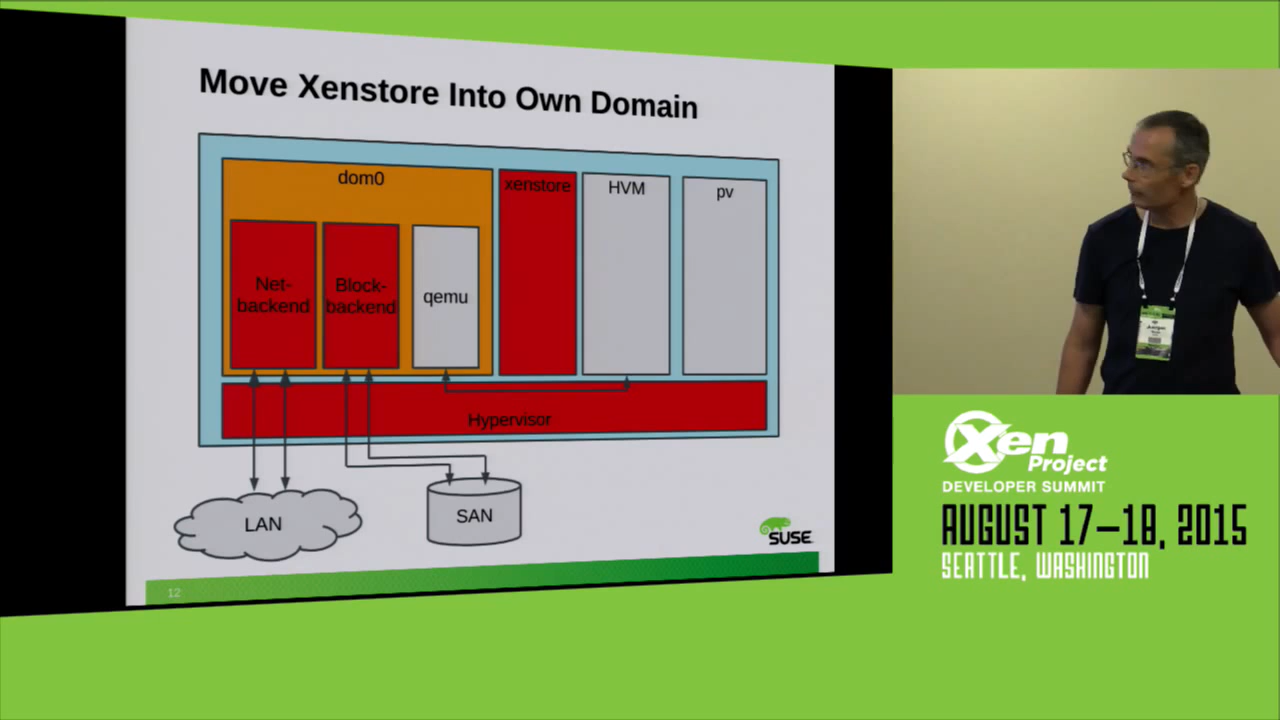 Move Xenstore Into Own Domain
dom0
xenstore
HVM
pv
Net-
backend
Block-
backend
qemu
Hypervisor
LAN
SAN
SUSE
12
Xen
Project
DEVELOPER SUMMIT
AUGUST 17–18, 2015
SEATTLE, WASHINGTON